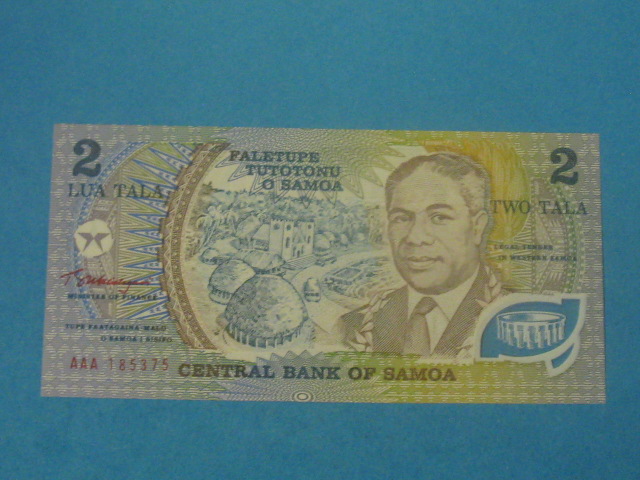 2
LUA TALA
FALETUPE
TUTOTONU
O SAMOA
2
TWO TALA
LEGAL TENDER
IN WESTERN SAMOA
MINISTER OF FINANCE
TUPE FAATAGAINA MALO
O SAMOA I SISIFO
AAA 185375
CENTRAL BANK OF SAMOA